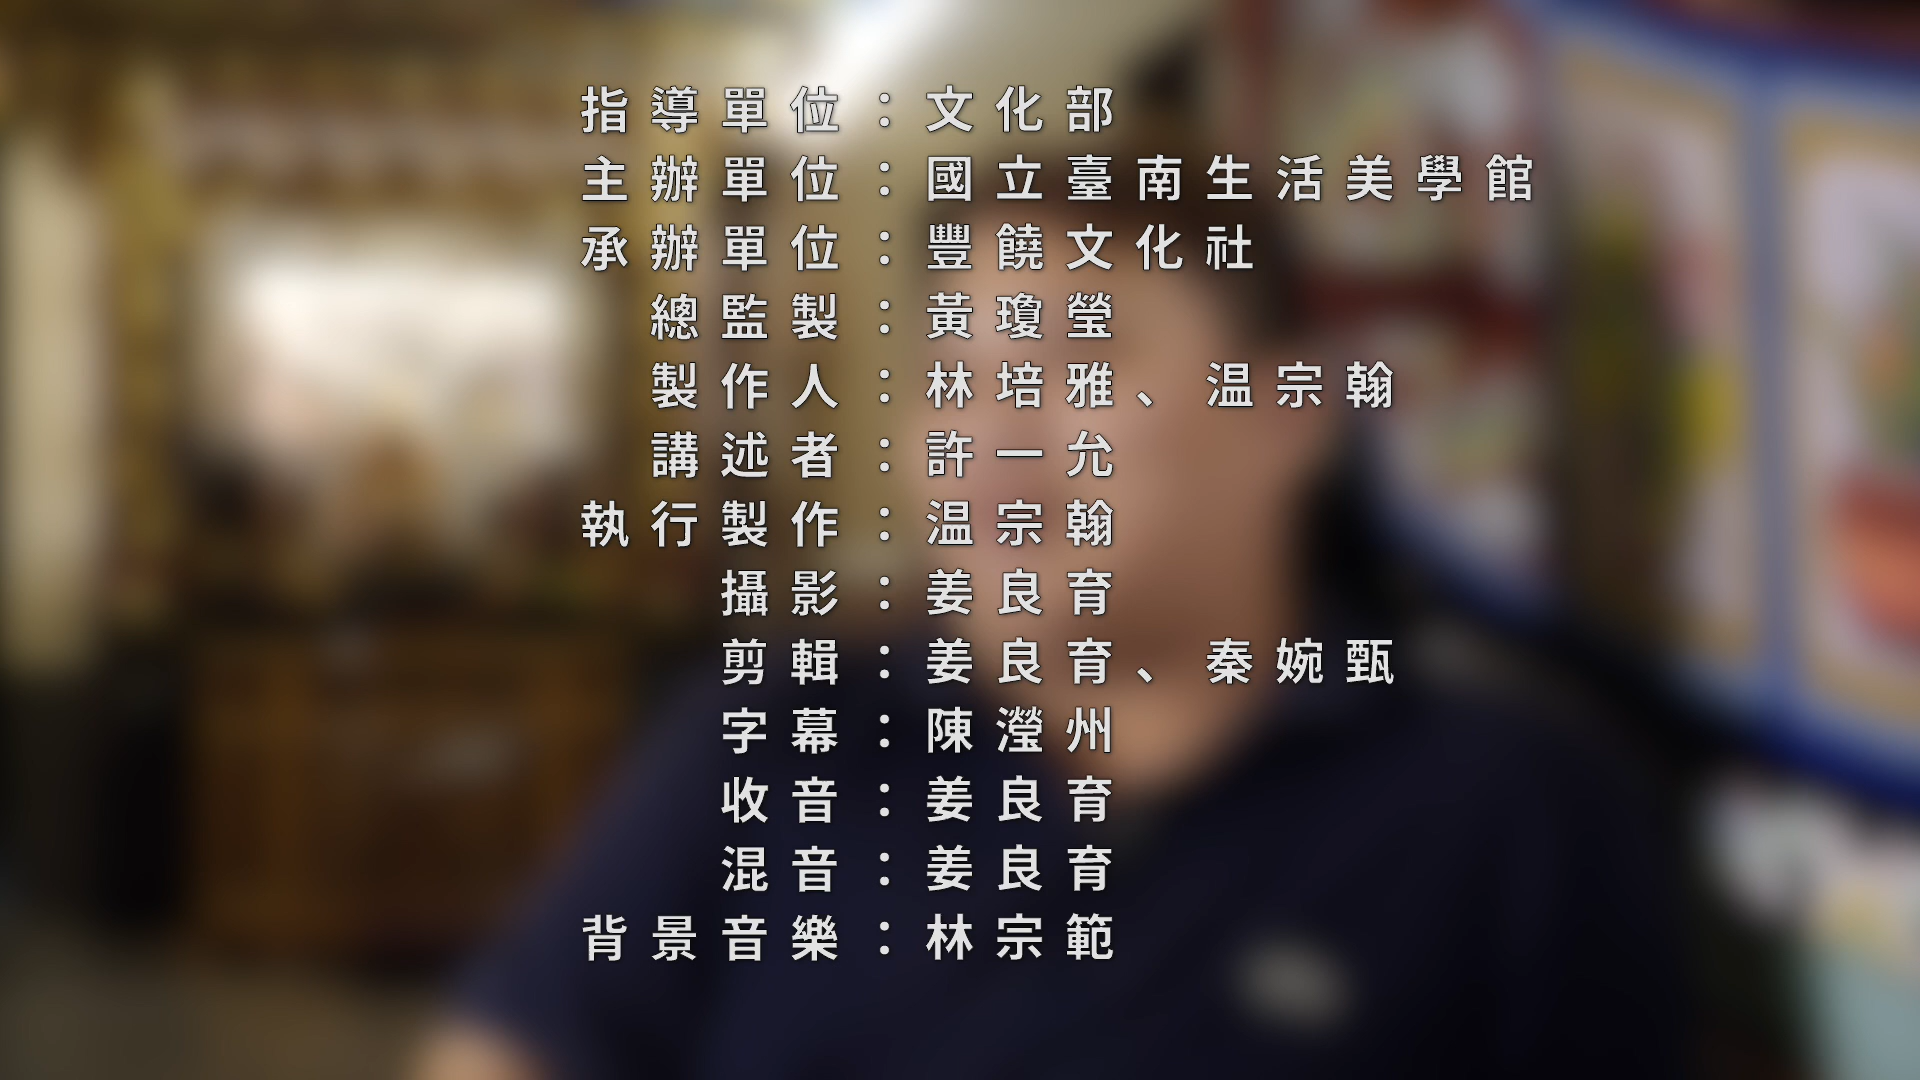 指導單位：文化部
主辦單位：國立臺南生活美學館
承辦單位：豐饒文化社
總監製：黃瓊瑩
製作人：林培雅、温宗翰
講述者：許一允
執行製作：温宗翰
攝影：姜良育
剪輯：姜良育、秦婉甄
字幕：陳瀅州
收音：姜良育
混音：姜良育
背景音樂：林宗範